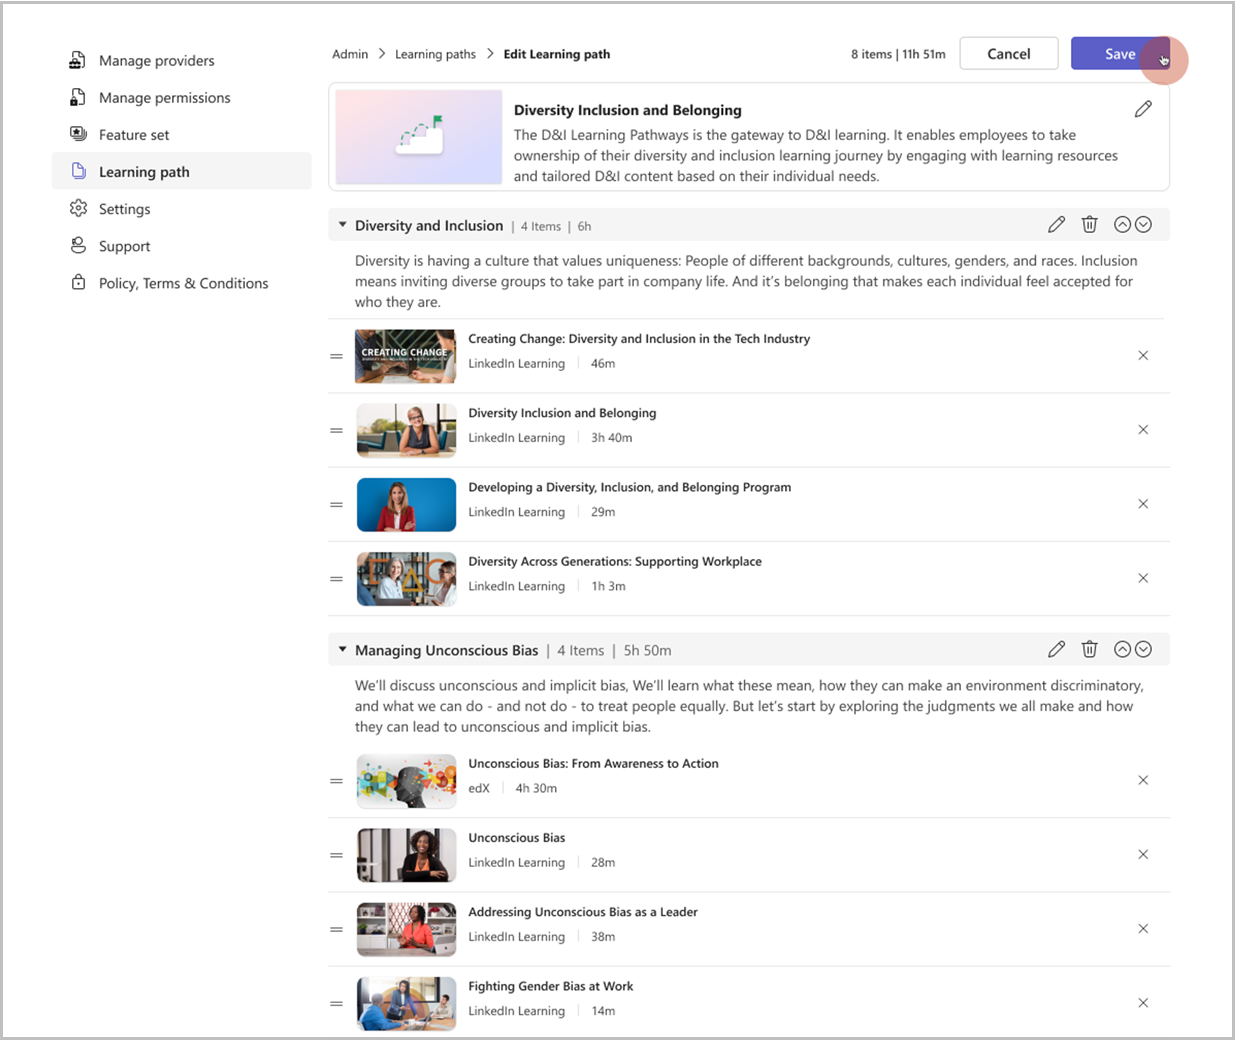 Manage providers
Manage permissions
Feature set
Learning path
Settings
Support
Policy, Terms & Conditions
Admin > Learning paths > Edit Learning path
8 items | 11h 51m
Cancel
Save
Diversity Inclusion and Belonging
The D&I Learning Pathways is the gateway to D&I learning. It enables employees to take
ownership of their diversity and inclusion learning journey by engaging with learning resources
and tailored D&I content based on their individual needs.
Diversity and Inclusion | 4 Items | 6h
Diversity is having a culture that values uniqueness: People of different backgrounds, cultures, genders, and races. Inclusion
means inviting diverse groups to take part in company life. And it’s belonging that makes each individual feel accepted for
who they are.
CREATING CHANGE
DIVERSITY AND INCLUSION IN THE TECH INDUSTRY
Creating Change: Diversity and Inclusion in the Tech Industry
LinkedIn Learning | 46m
Diversity Inclusion and Belonging
LinkedIn Learning | 3h 40m
Developing a Diversity, Inclusion, and Belonging Program
LinkedIn Learning | 29m
Diversity Across Generations: Supporting Workplace
LinkedIn Learning | 1h 3m
Managing Unconscious Bias | 4 Items | 5h 50m
We’ll discuss unconscious and implicit bias, We’ll learn what these mean, how they can make an environment discriminatory,
and what we can do - and not do - to treat people equally. But let’s start by exploring the judgments we all make and how
they can lead to unconscious and implicit bias.
Unconscious Bias: From Awareness to Action
edX | 4h 30m
Unconscious Bias
LinkedIn Learning | 28m
Addressing Unconscious Bias as a Leader
LinkedIn Learning | 38m
Fighting Gender Bias at Work
LinkedIn Learning | 14m